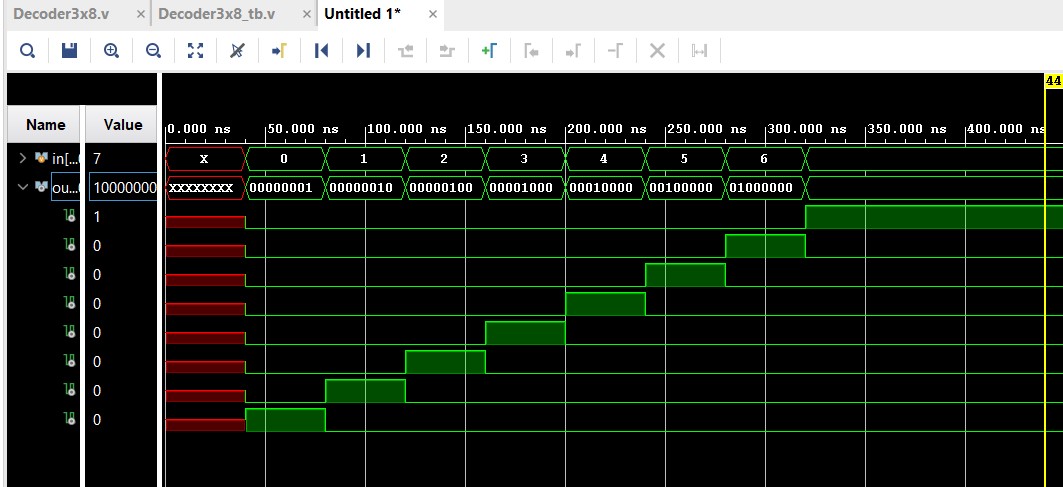 Decoder3x8.v × Decoder3x8_tb.v × Untitled 1* ×
44
Name Value
0.000 ns 50.000 ns 100.000 ns 150.000 ns 200.000 ns 250.000 ns 300.000 ns 350.000 ns 400.000 ns
in[...0 7 X 0 1 2 3 4 5 6
ou...0 10000000 XXXXXXXX 00000001 00000010 00000100 00001000 00010000 00100000 01000000
1
0
0
0
0
0
0
0